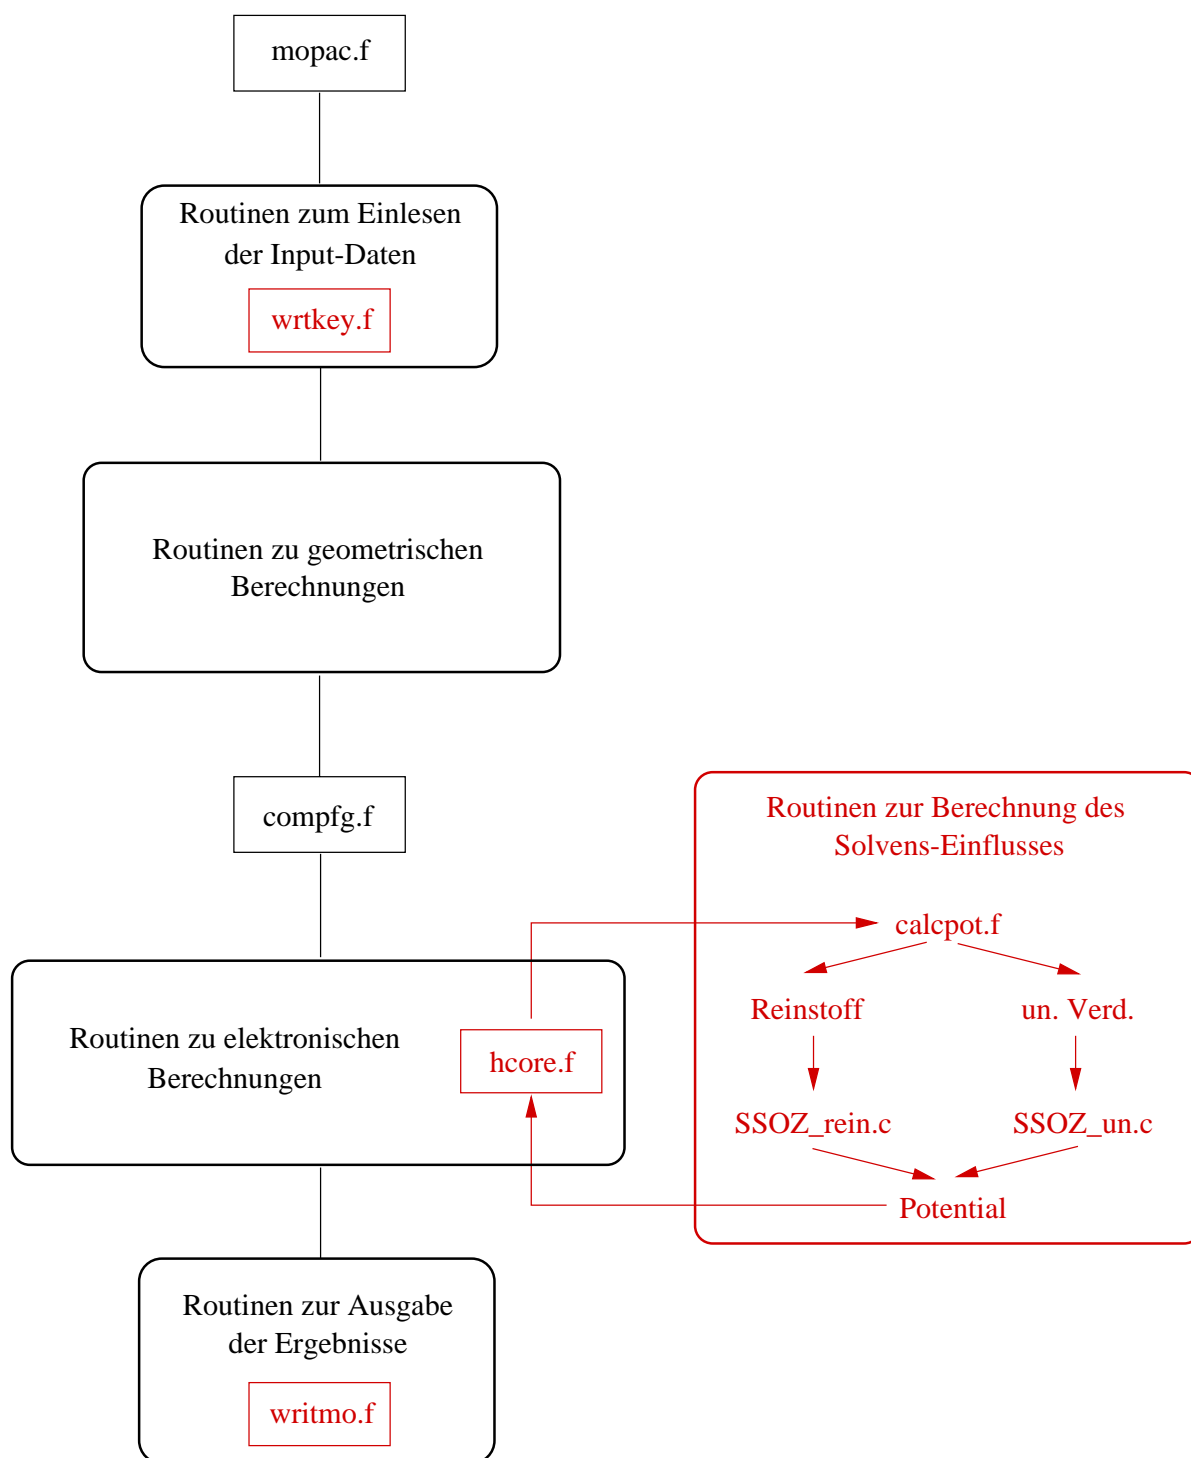 mopac.f
Routinen zum Einlesen
der Input-Daten
wrtkey.f
Routinen zu geometrischen
Berechnungen
compfg.f
Routinen zu elektronischen
Berechnungen
hcore.f
Routinen zur Berechnung des
Solvens-Einflusses
calcpot.f
Reinstoff
un. Verd.
SSOZ_rein.c
SSOZ_un.c
Potential
Routinen zur Ausgabe
der Ergebnisse
writmo.f